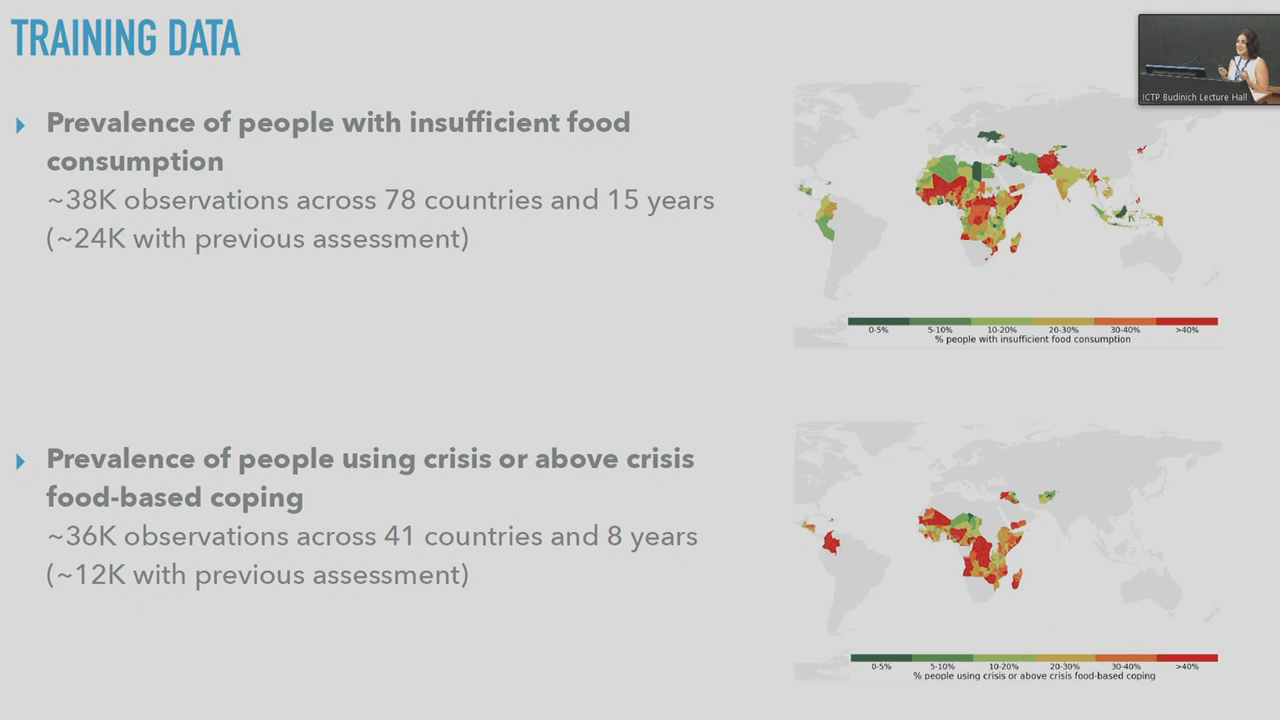 TRAINING DATA
ICTP Budinich Lecture Hall
Prevalence of people with insufficient food
consumption
~38K observations across 78 countries and 15 years
(~24K with previous assessment)
0-5% 5-10% 10-20% 20-30% 30-40% >40%
% people with insufficient food consumption
Prevalence of people using crisis or above crisis
food-based coping
~36K observations across 41 countries and 8 years
(~12K with previous assessment)
0-5% 5-10% 10-20% 20-30% 30-40% >40%
% people using crisis or above crisis food-based coping